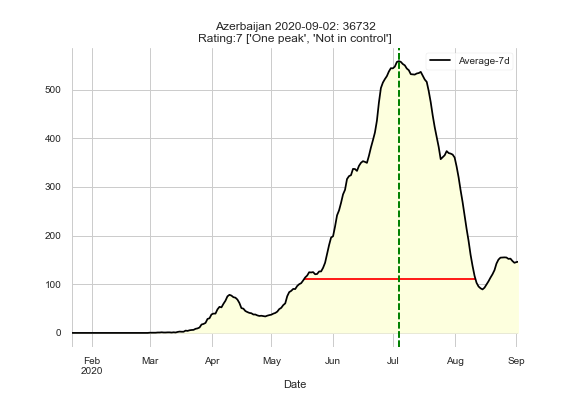 Azerbaijan 2020-09-02: 36732
Rating:7 ['One peak', 'Not in control']
Average-7d
500
400
300
200
100
0
Feb
2020
Mar
Apr
May
Jun
Jul
Aug
Sep
Date